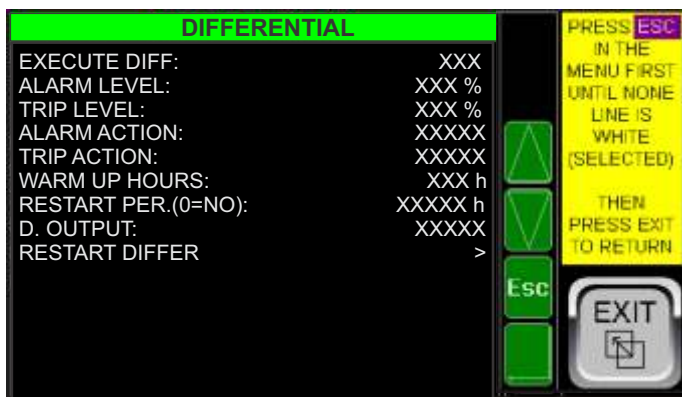 DIFFERENTIAL
EXECUTE DIFF: XXX
ALARM LEVEL: XXX %
TRIP LEVEL: XXX %
ALARM ACTION: XXXXX
TRIP ACTION: XXXXX
WARM UP HOURS: XXX h
RESTART PER.(0=NO): XXXXX h
D. OUTPUT: XXXXX
RESTART DIFFER >
Esc
PRESS ESC
IN THE
MENU FIRST
UNTIL NONE
LINE IS
WHITE
(SELECTED)
THEN
PRESS EXIT
TO RETURN
EXIT